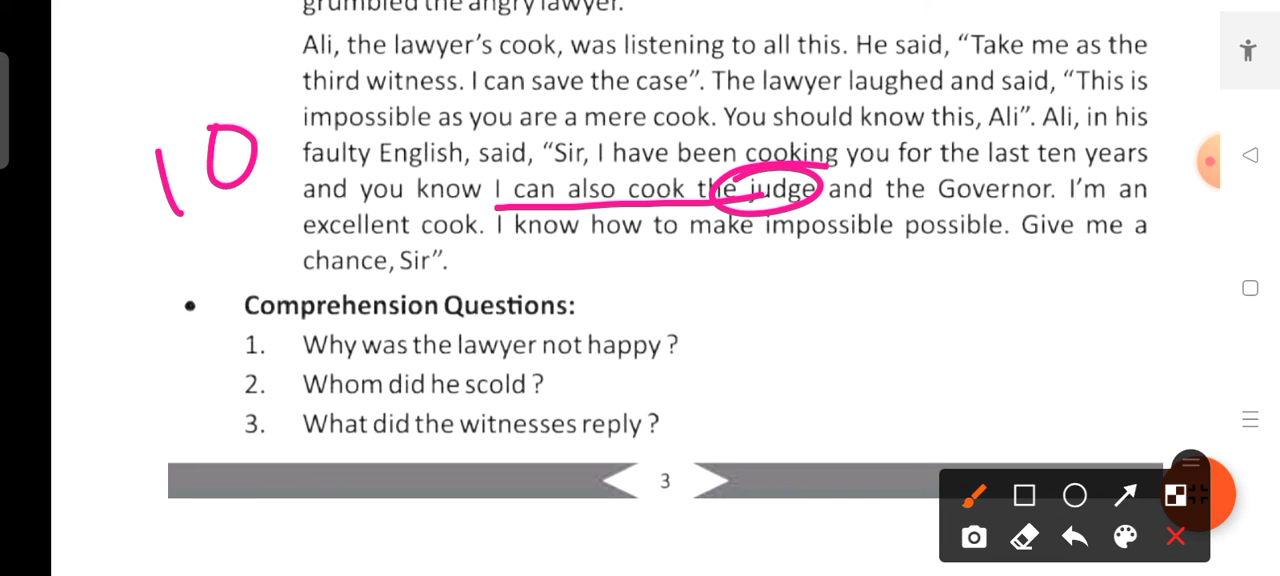 grumbled the angry lawyer.
Ali, the lawyer's cook, was listening to all this. He said, “Take me as the
third witness. I can save the case”. The lawyer laughed and said, “This is
impossible as you are a mere cook. You should know this, Ali”. Ali, in his
faulty English, said, “Sir, I have been cooking you for the last ten years
and you know I can also cook the judge and the Governor. I'm an
excellent cook. I know how to make impossible possible. Give me a
chance, Sir”.
10
• Comprehension Questions:
1. Why was the lawyer not happy ?
2. Whom did he scold ?
3. What did the witnesses reply ?
3